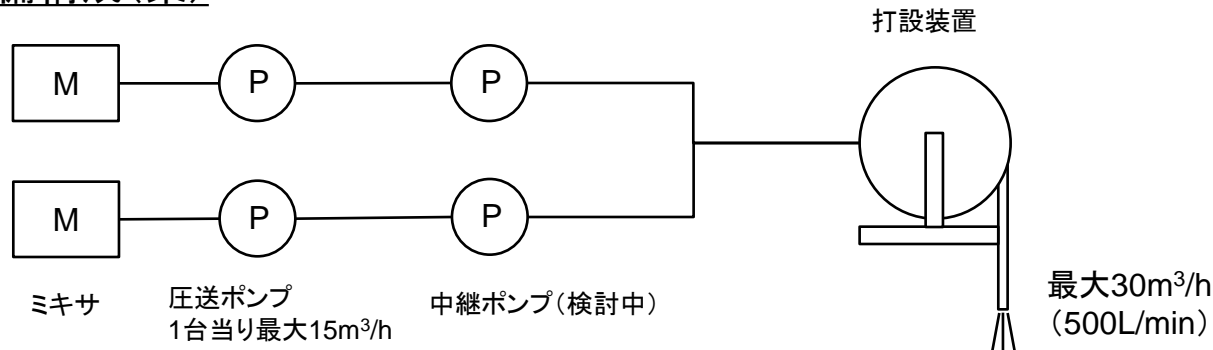 打設装置
M
P
P
M
P
P
ミキサ
圧送ポンプ
1台当り最大15m³/h
中継ポンプ（検討中）
最大30m³/h
（500L/min）